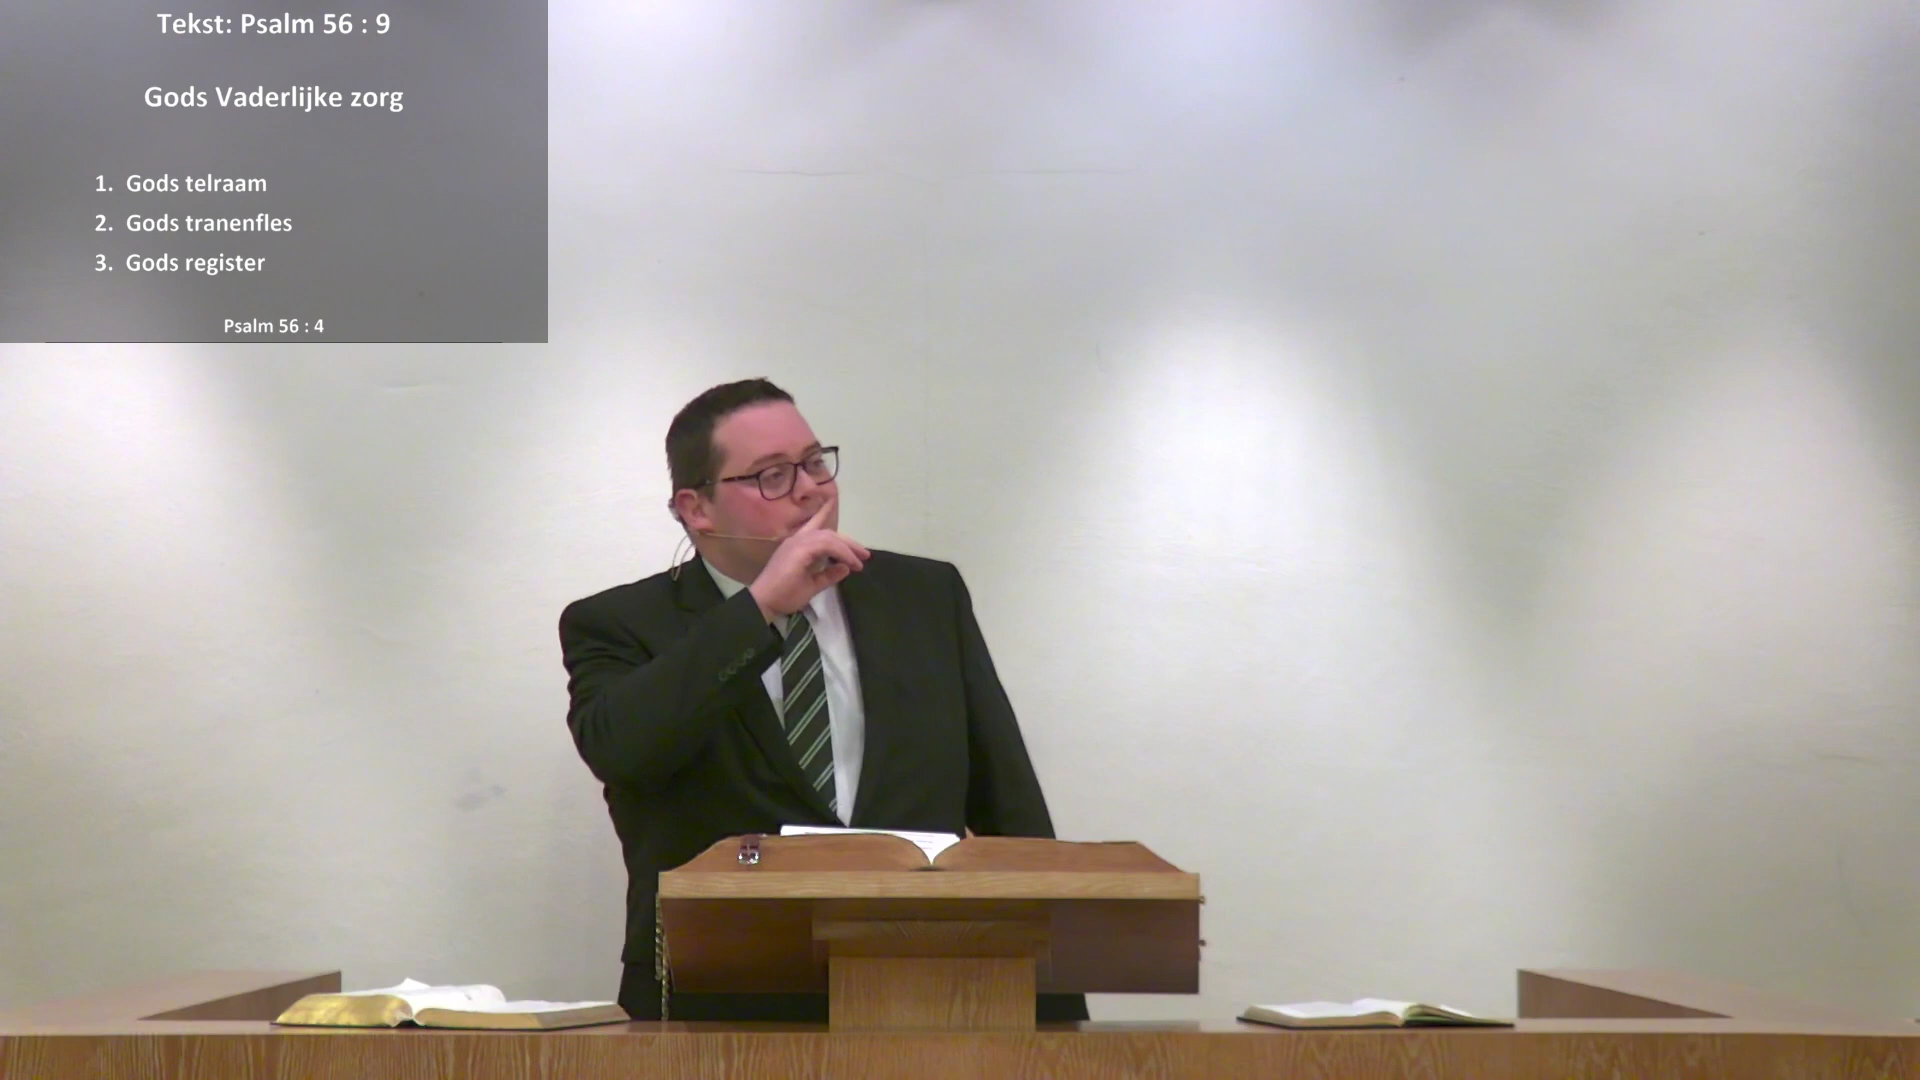 Tekst: Psalm 56 : 9
Gods Vaderlijke zorg
1. Gods telraam
2. Gods tranenfles
3. Gods register
Psalm 56 : 4